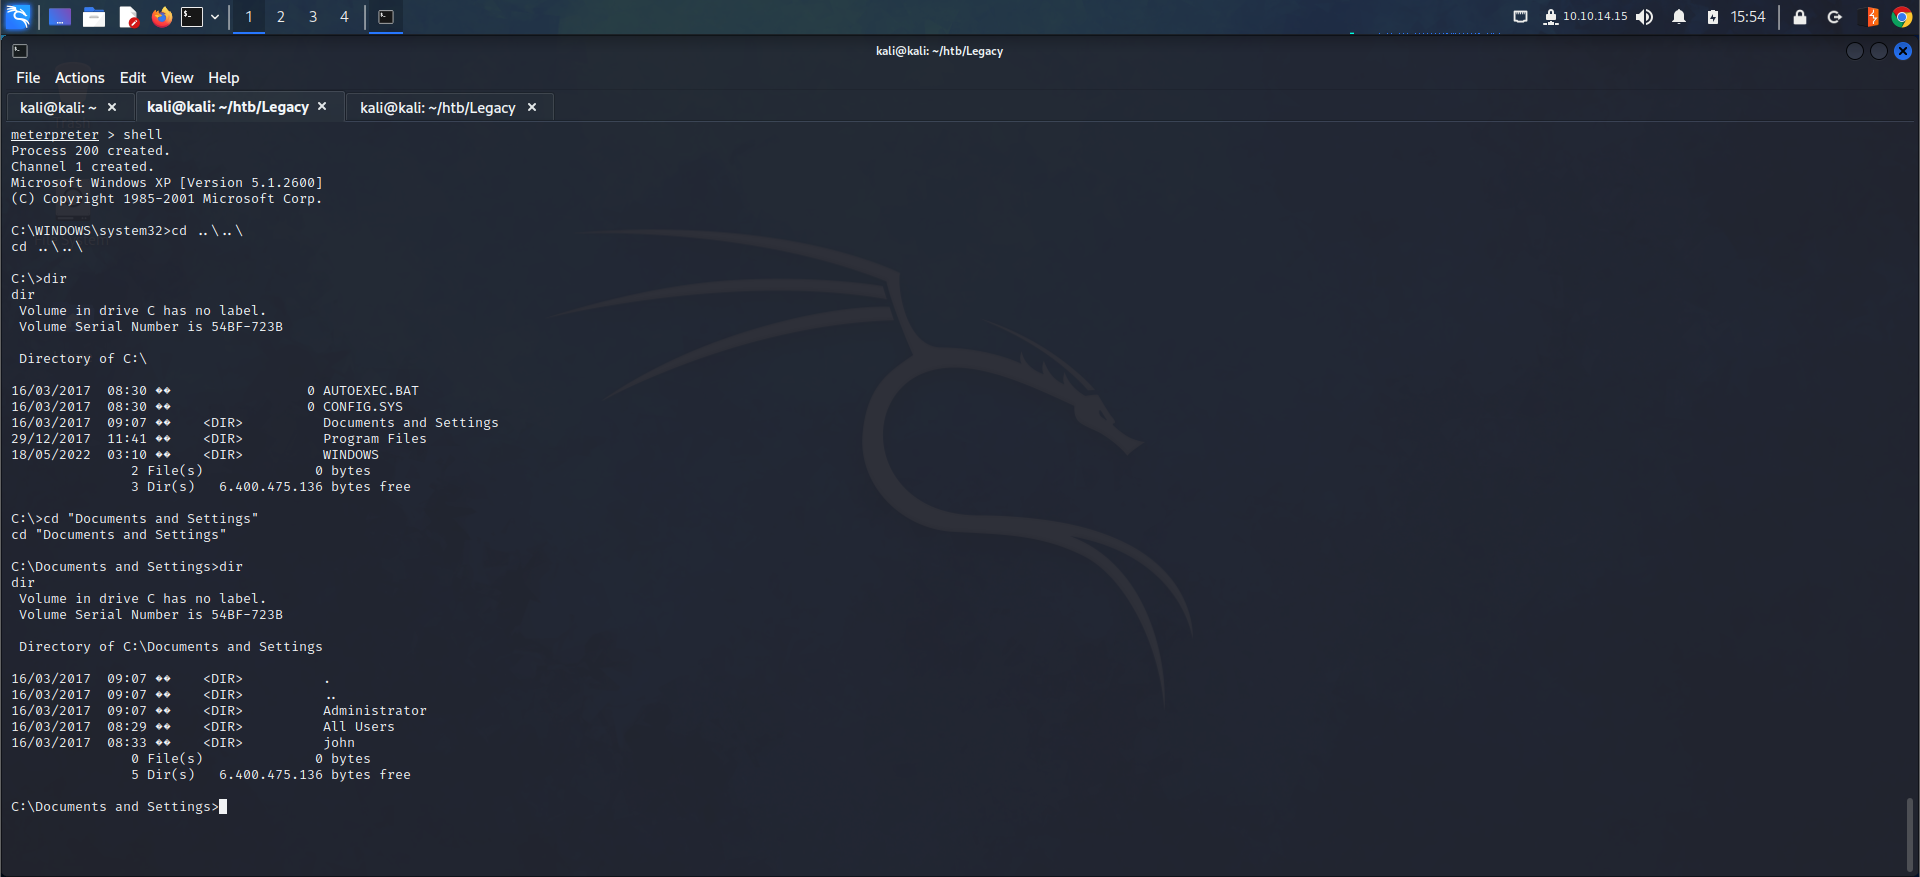 1 2 3 4
10.10.14.15
15:54
kali@kali: ~/htb/Legacy
File Actions Edit View Help
kali@kali: ~ × kali@kali: ~/htb/Legacy × kali@kali: ~/htb/Legacy ×
meterpreter > shell
Process 200 created.
Channel 1 created.
Microsoft Windows XP [Version 5.1.2600]
(C) Copyright 1985-2001 Microsoft Corp.
C:\WINDOWS\system32>cd ..\..\
cd ..\..\
C:\>dir
dir
Volume in drive C has no label.
Volume Serial Number is 54BF-723B
Directory of C:\
16/03/2017 08:30 �� 0 AUTOEXEC.BAT
16/03/2017 08:30 �� 0 CONFIG.SYS
16/03/2017 09:07 �� <DIR> Documents and Settings
29/12/2017 11:41 �� <DIR> Program Files
18/05/2022 03:10 �� <DIR> WINDOWS
2 File(s) 0 bytes
3 Dir(s) 6.400.475.136 bytes free
C:\>cd "Documents and Settings"
cd "Documents and Settings"
C:\Documents and Settings>dir
dir
Volume in drive C has no label.
Volume Serial Number is 54BF-723B
Directory of C:\Documents and Settings
16/03/2017 09:07 �� <DIR> .
16/03/2017 09:07 �� <DIR> ..
16/03/2017 09:07 �� <DIR> Administrator
16/03/2017 08:29 �� <DIR> All Users
16/03/2017 08:33 �� <DIR> john
0 File(s) 0 bytes
5 Dir(s) 6.400.475.136 bytes free
C:\Documents and Settings>